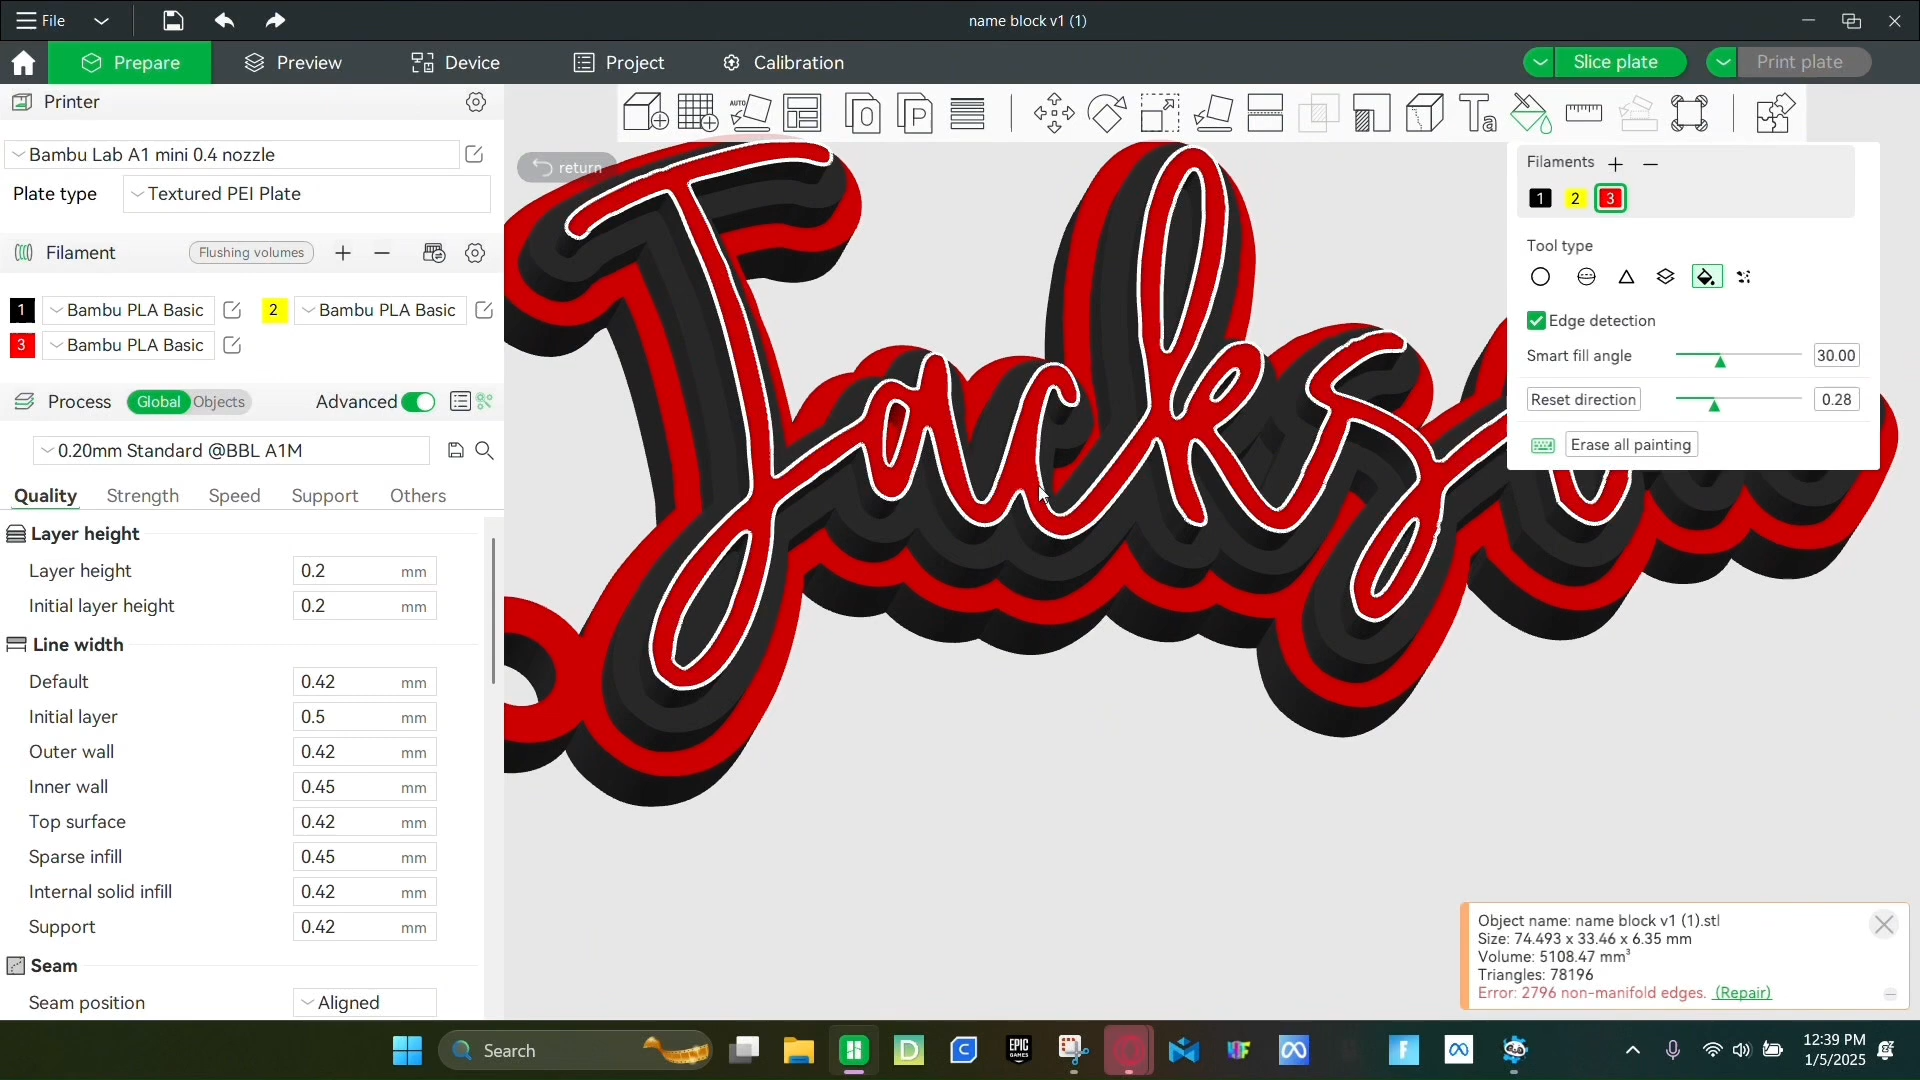 File
name block v1 (1)
Prepare
Preview
Device
Project
Calibration
Slice plate
Print plate
Printer
Bambu Lab A1 mini 0.4 nozzle
Plate type
Textured PEI Plate
Filament
Flushing volumes
1 Bambu PLA Basic
2 Bambu PLA Basic
3 Bambu PLA Basic
Process
Global
Objects
Advanced
0.20mm Standard @BBL A1M
Quality
Strength
Speed
Support
Others
Layer height
Layer height 0.2 mm
Initial layer height 0.2 mm
Line width
Default 0.42 mm
Initial layer 0.5 mm
Outer wall 0.42 mm
Inner wall 0.45 mm
Top surface 0.42 mm
Sparse infill 0.45 mm
Internal solid infill 0.42 mm
Support 0.42 mm
Seam
Seam position Aligned
AUTO
return
Filaments
1 2 3
Tool type
Edge detection
Smart fill angle 30.00
Reset direction 0.28
Erase all painting
Object name: name block v1 (1).stl
Size: 74.493 x 33.46 x 6.35 mm
Volume: 5108.47 mm³
Triangles: 78196
Error: 2796 non-manifold edges. (Repair)
Search
EPIC
GAMES
12:39 PM
1/5/2025